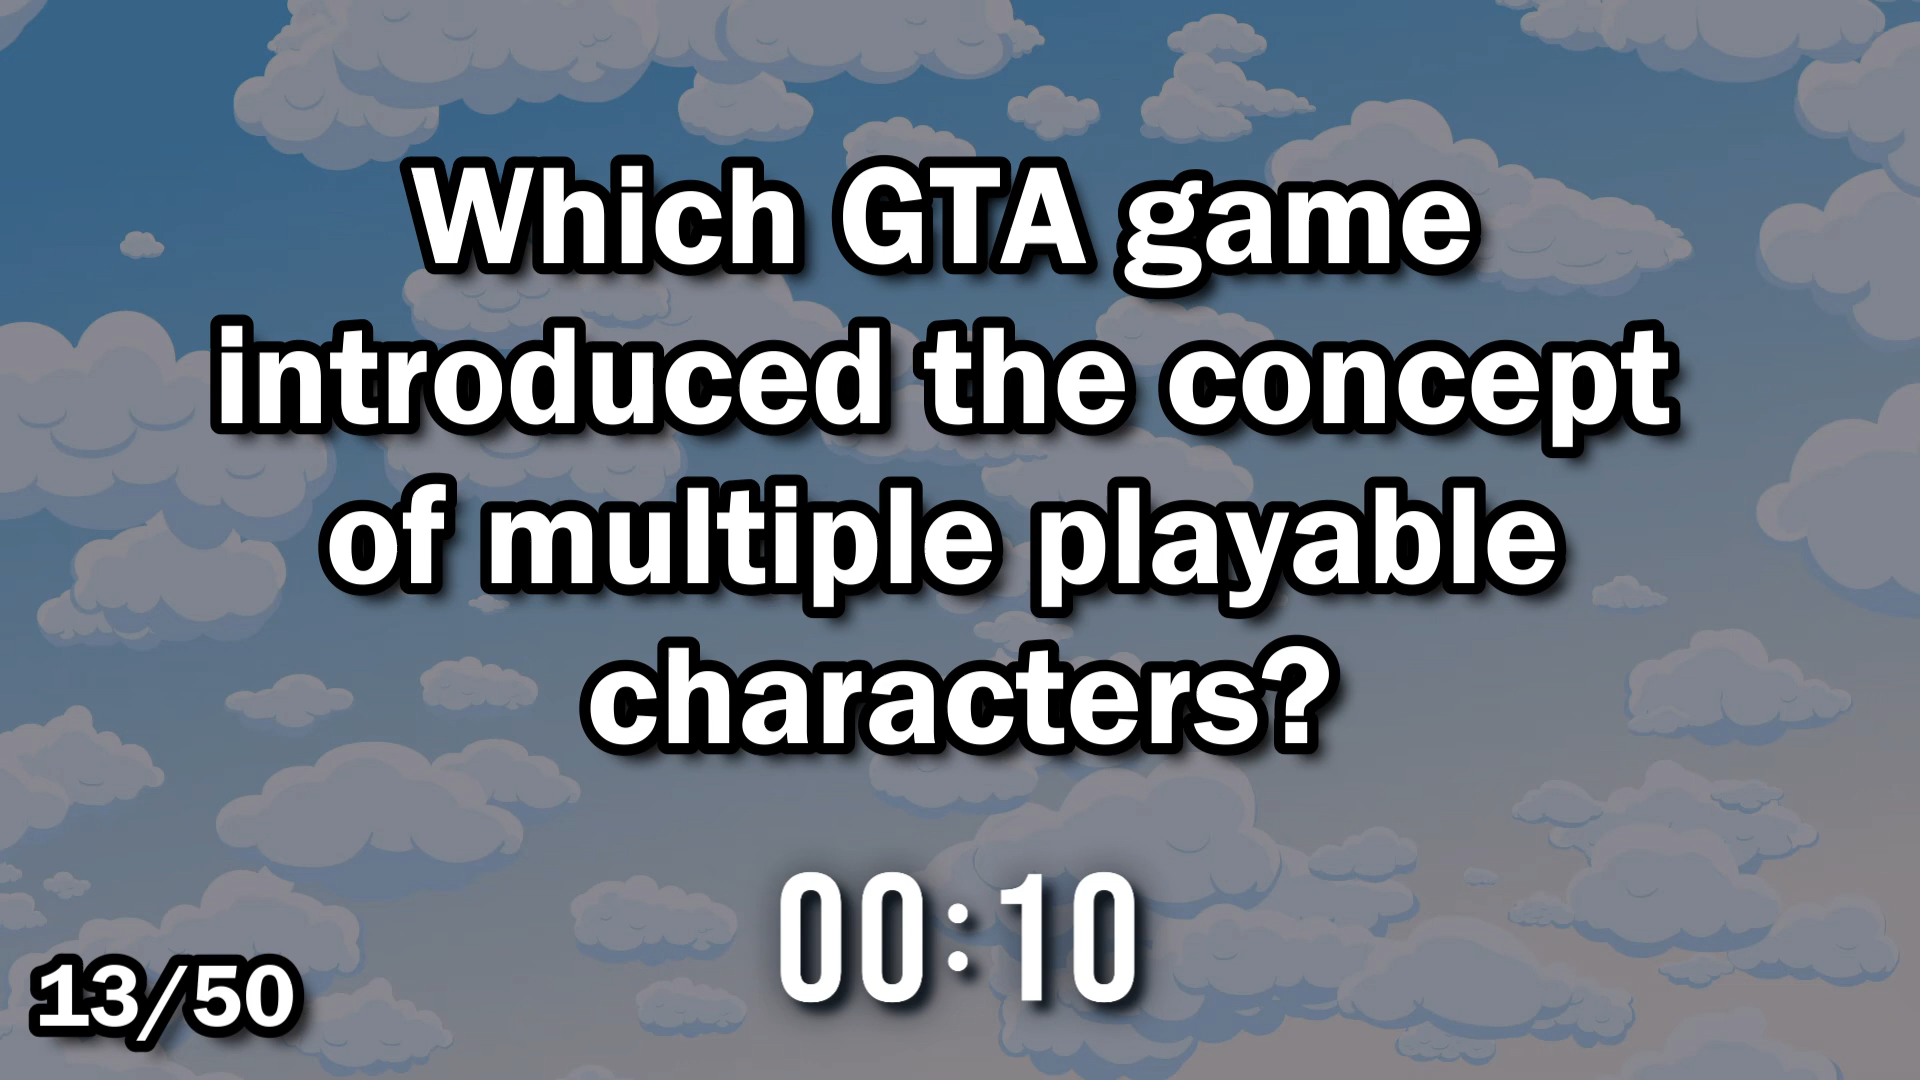 Which GTA game
introduced the concept
of multiple playable
characters?
00:10
13/50